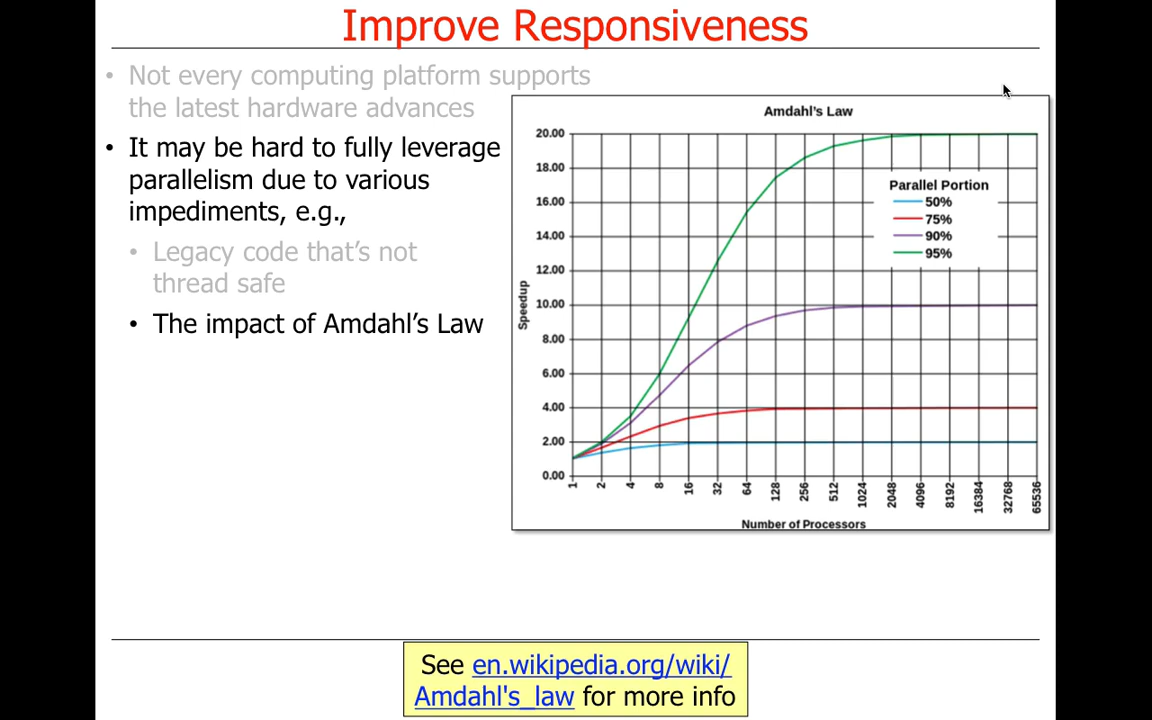 Improve Responsiveness
• Not every computing platform supports
the latest hardware advances
• It may be hard to fully leverage
parallelism due to various
impediments, e.g.,
• Legacy code that’s not
thread safe
• The impact of Amdahl’s Law
Amdahl's Law
20.00
18.00
16.00
14.00
12.00
10.00
8.00
6.00
4.00
2.00
0.00
Speedup
Parallel Portion
50%
75%
90%
95%
1 2 4 8 16 32 64 128 256 512 1024 2048 4096 8192 16384 32768 65536
Number of Processors
See en.wikipedia.org/wiki/
Amdahl's_law for more info